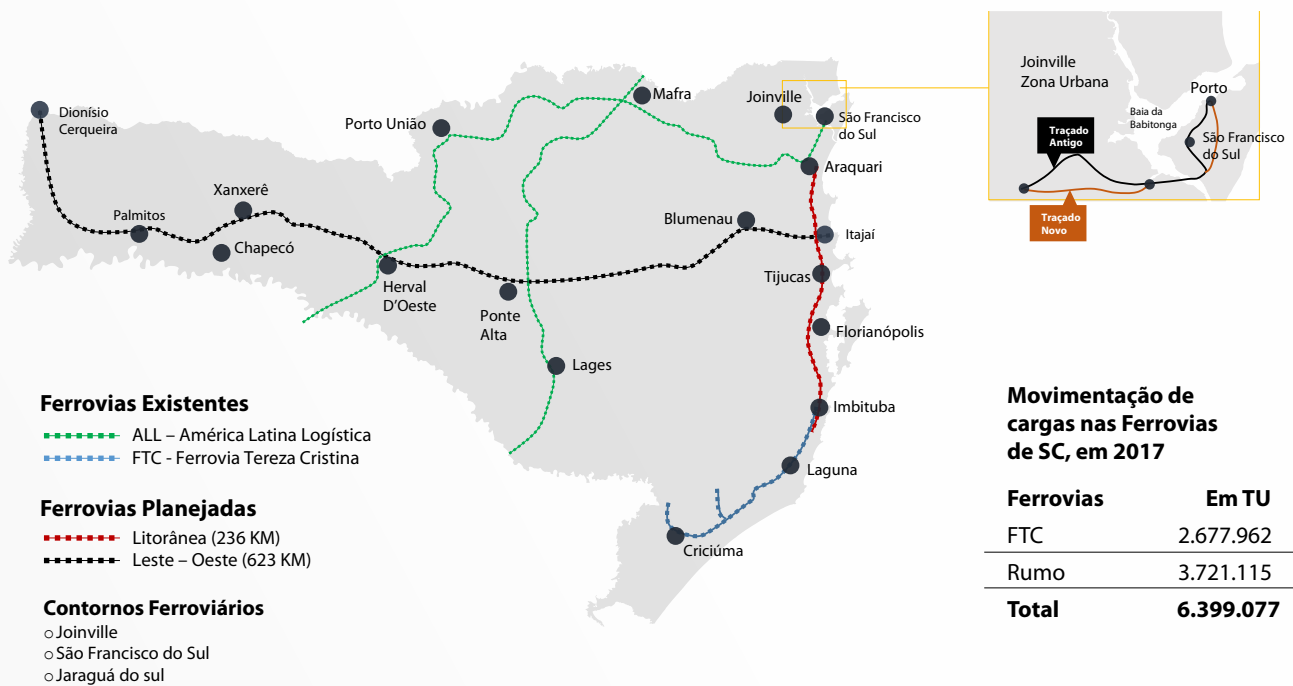 Dionísio
Cerqueira
Palmitos
Xanxerê
Chapecó
Porto União
Herval
D’Oeste
Ponte
Alta
Lages
Mafra
Joinville
São Francisco
do Sul
Araquari
Blumenau
Itajaí
Tijucas
Florianópolis
Imbituba
Laguna
Criciúma
Joinville
Zona Urbana
Porto
Baia da
Babitonga
São Francisco
do Sul
Traçado
Antigo
Traçado
Novo
Ferrovias Existentes
ALL – América Latina Logística
FTC - Ferrovia Tereza Cristina
Ferrovias Planejadas
Litorânea (236 KM)
Leste – Oeste (623 KM)
Contornos Ferroviários
○ Joinville
○ São Francisco do Sul
○ Jaraguá do sul
Movimentação de
cargas nas Ferrovias
de SC, em 2017
Ferrovias Em TU
FTC 2.677.962
Rumo 3.721.115
Total 6.399.077